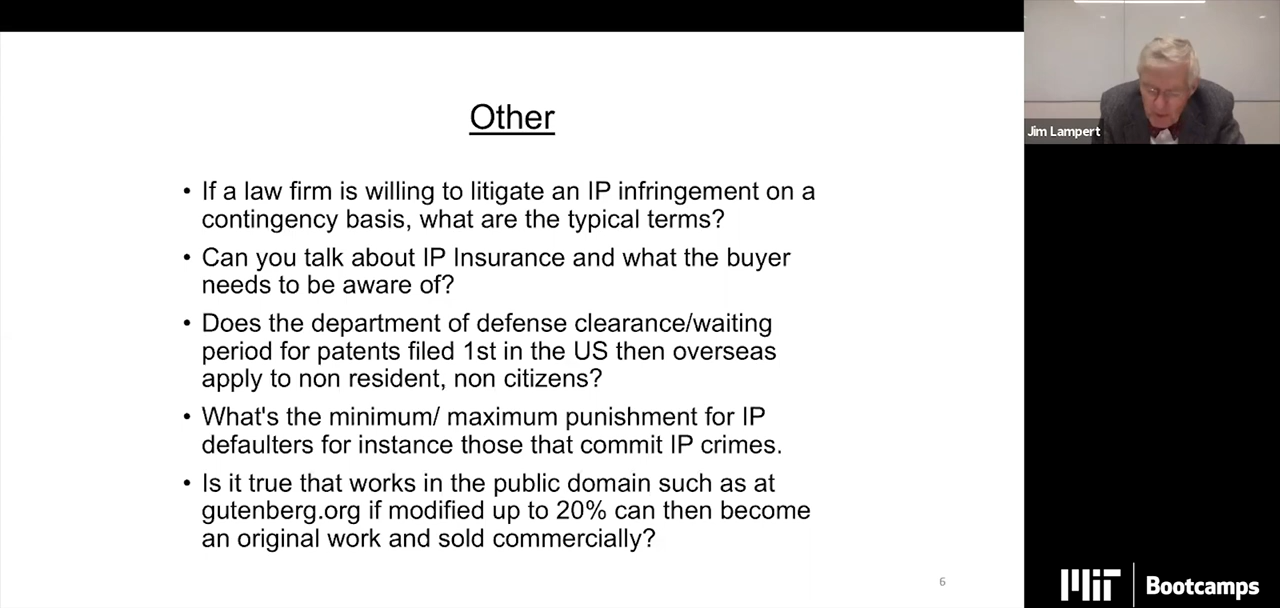 Other
• If a law firm is willing to litigate an IP infringement on a
contingency basis, what are the typical terms?
• Can you talk about IP Insurance and what the buyer
needs to be aware of?
• Does the department of defense clearance/waiting
period for patents filed 1st in the US then overseas
apply to non resident, non citizens?
• What's the minimum/ maximum punishment for IP
defaulters for instance those that commit IP crimes.
• Is it true that works in the public domain such as at
gutenberg.org if modified up to 20% can then become
an original work and sold commercially?
6
Jim Lampert
MIT Bootcamps